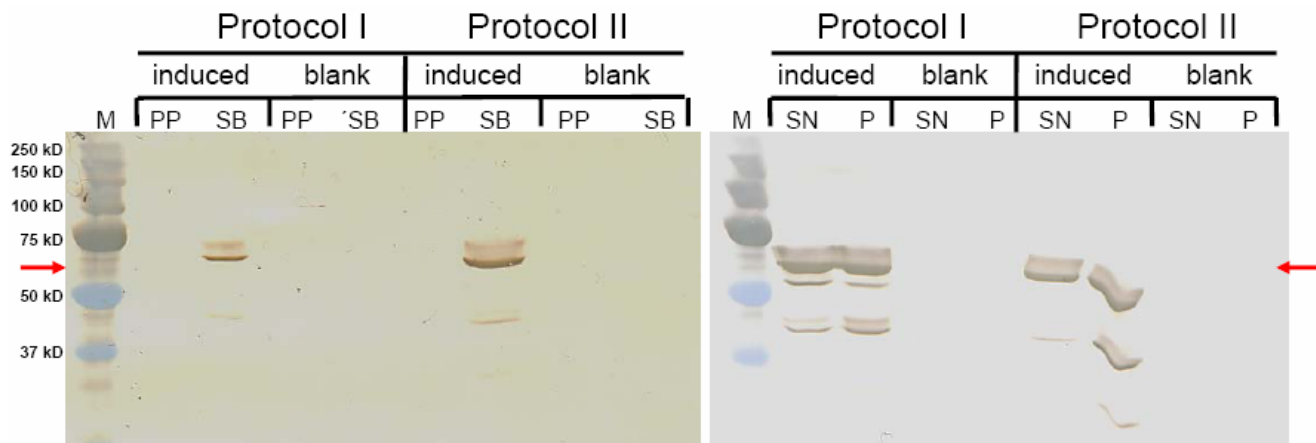 Protocol I Protocol II
induced blank induced blank
M PP SB PP SB PP SB PP SB
250 kD
150 kD
100 kD
75 kD
50 kD
37 kD
Protocol I Protocol II
induced blank induced blank
M SN P SN P SN P SN P